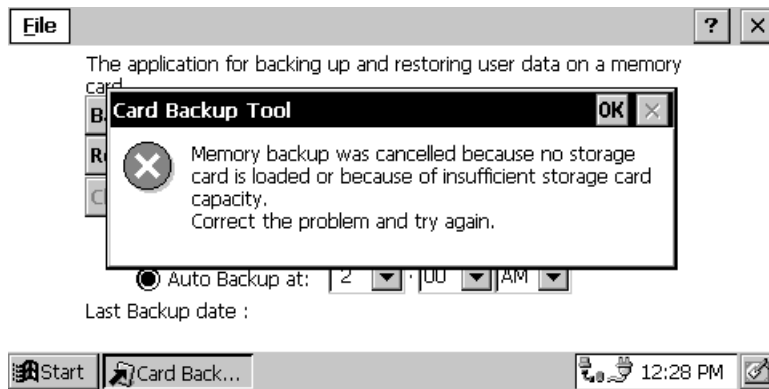 File ? ×
The application for backing up and restoring user data on a memory
card
Card Backup Tool OK ×
Memory backup was cancelled because no storage
card is loaded or because of insufficient storage card
capacity.
Correct the problem and try again.
Auto Backup at: 2 : 00 AM
Last Backup date :
Start Card Back... 12:28 PM